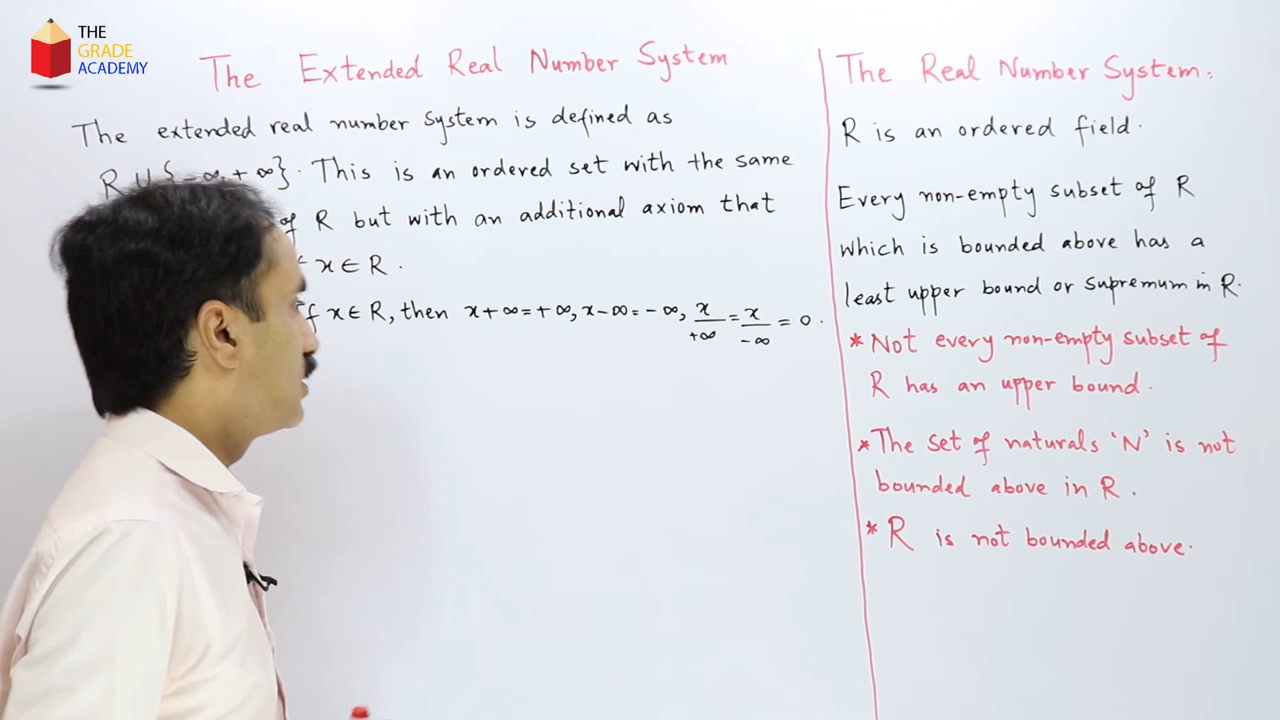 THE
GRADE
ACADEMY
The Extended Real Number System
The extended real number system is defined as
R ∪ {-∞, +∞}. This is an ordered set with the same
of R but with an additional axiom that
x ∈ R.
if x ∈ R, then x+∞=+∞, x-∞=-∞, x/+∞ = x/-∞ = 0.
The Real Number System:
R is an ordered field.
Every non-empty subset of R
which is bounded above has a
least upper bound or supremum in R.
* Not every non-empty subset of
R has an upper bound.
* The set of naturals 'N' is not
bounded above in R.
* R is not bounded above.